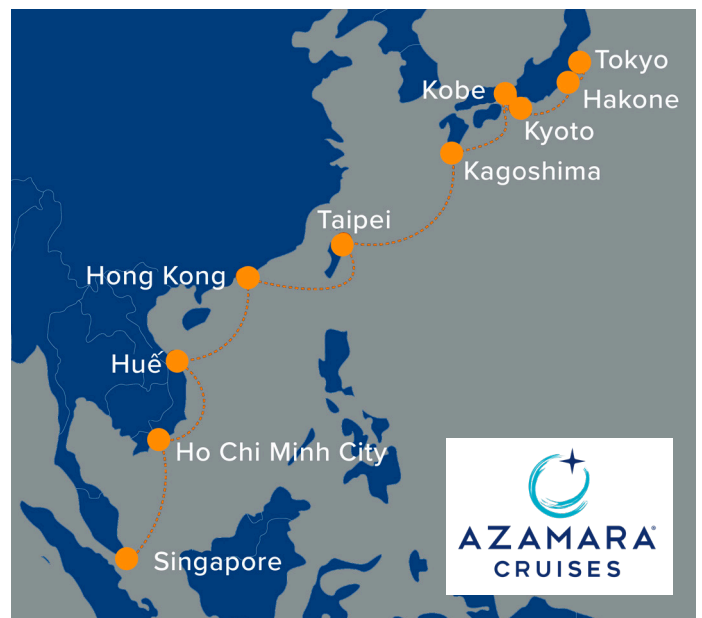 Tokyo
Kobe
Hakone
Kyoto
Kagoshima
Taipei
Hong Kong
Huế
Ho Chi Minh City
Singapore
AZAMARA®
CRUISES